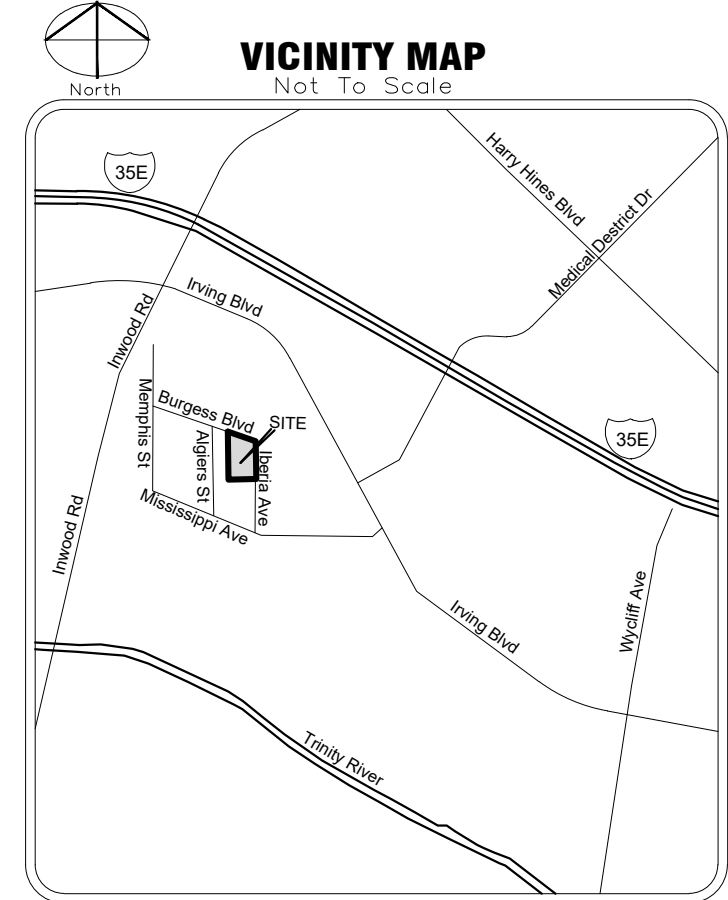 VICINITY MAP
Not To Scale
North
35E
Harry Hines Blvd
Medical Destrict Dr
Irving Blvd
Inwood Rd
Memphis St
Burgess Blvd
SITE
35E
Algiers St
Iberia Ave
Mississippi Ave
Inwood Rd
Wycliff Ave
Irving Blvd
Trinity River